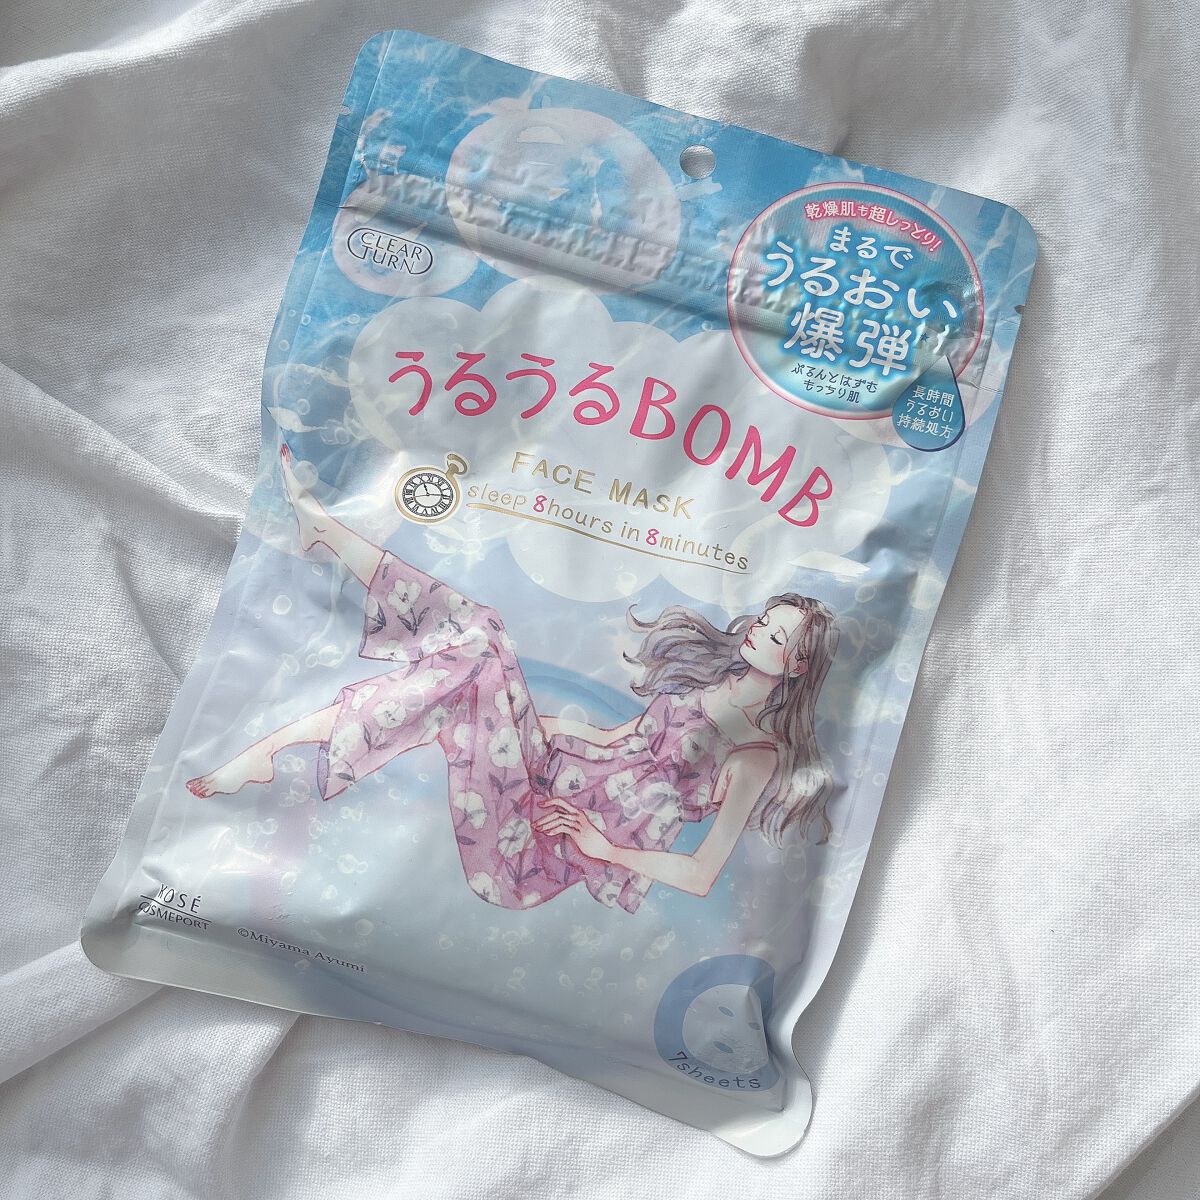 CLEAR
TURN
乾燥肌も超しっとり!
まるで
うるおい
爆弾*
ぷるんとはずむ
もっちり肌
長時間
うるおい
持続処方
うるうるBOMB
FACE MASK
sleep 8hours in 8minutes
KOSÉ
COSMEPORT
©Miyama Ayumi
7sheets